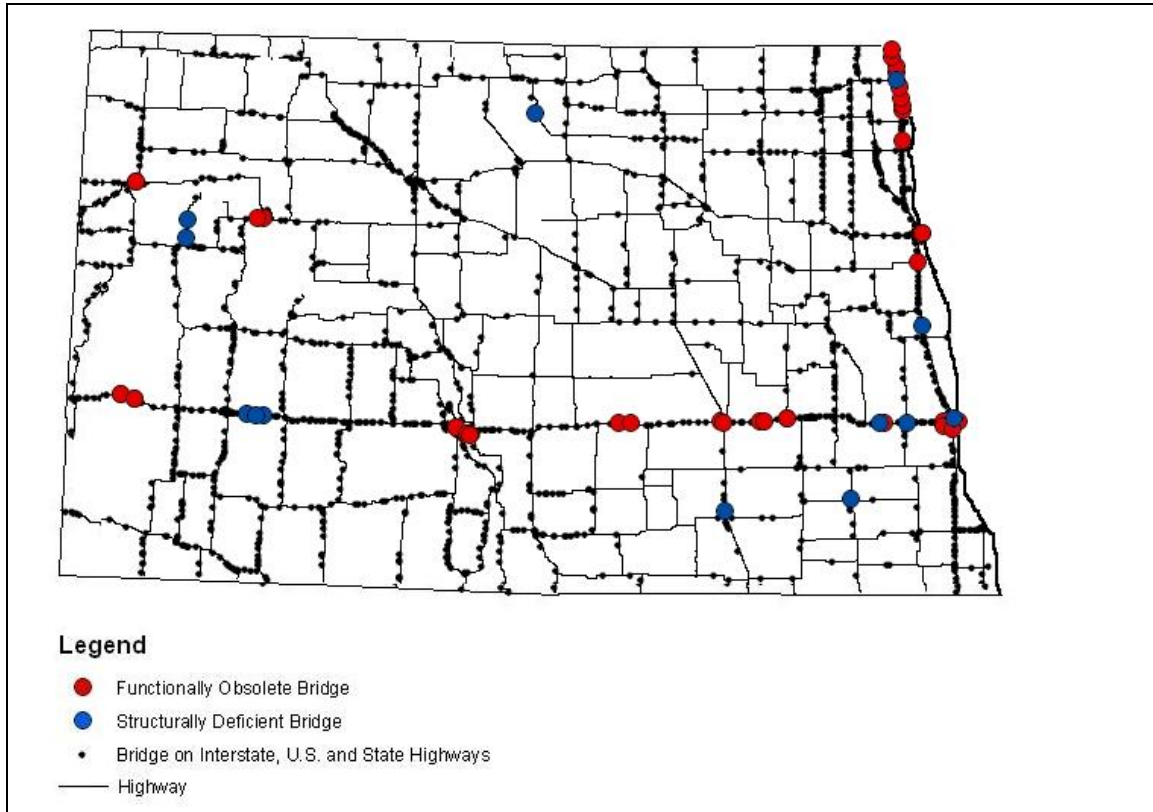 Legend
Functionally Obsolete Bridge
Structurally Deficient Bridge
Bridge on Interstate, U.S. and State Highways
Highway